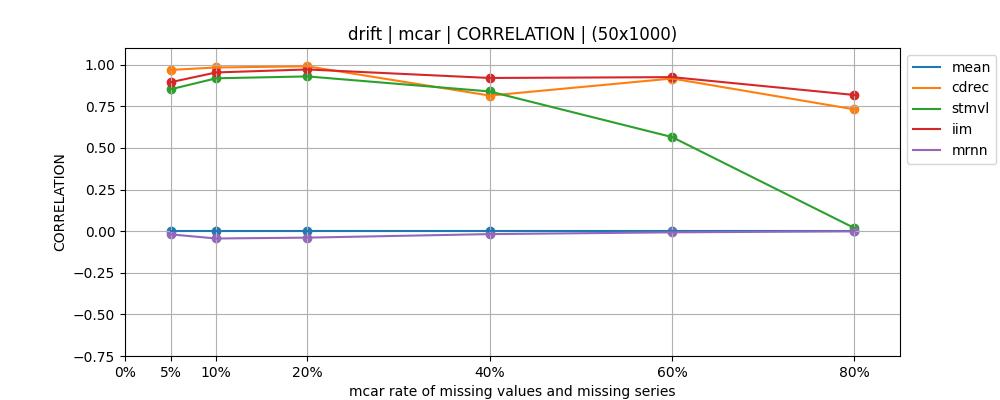 drift | mcar | CORRELATION | (50x1000)
CORRELATION
1.00
0.75
0.50
0.25
0.00
−0.25
−0.50
−0.75
0% 5% 10% 20% 40% 60% 80%
mcar rate of missing values and missing series
mean
cdrec
stmvl
iim
mrnn